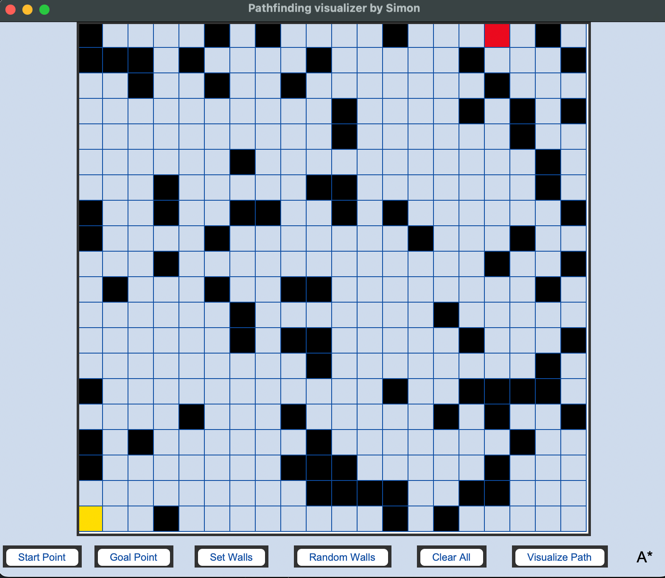 Pathfinding visualizer by Simon
Start Point Goal Point Set Walls Random Walls Clear All Visualize Path A*